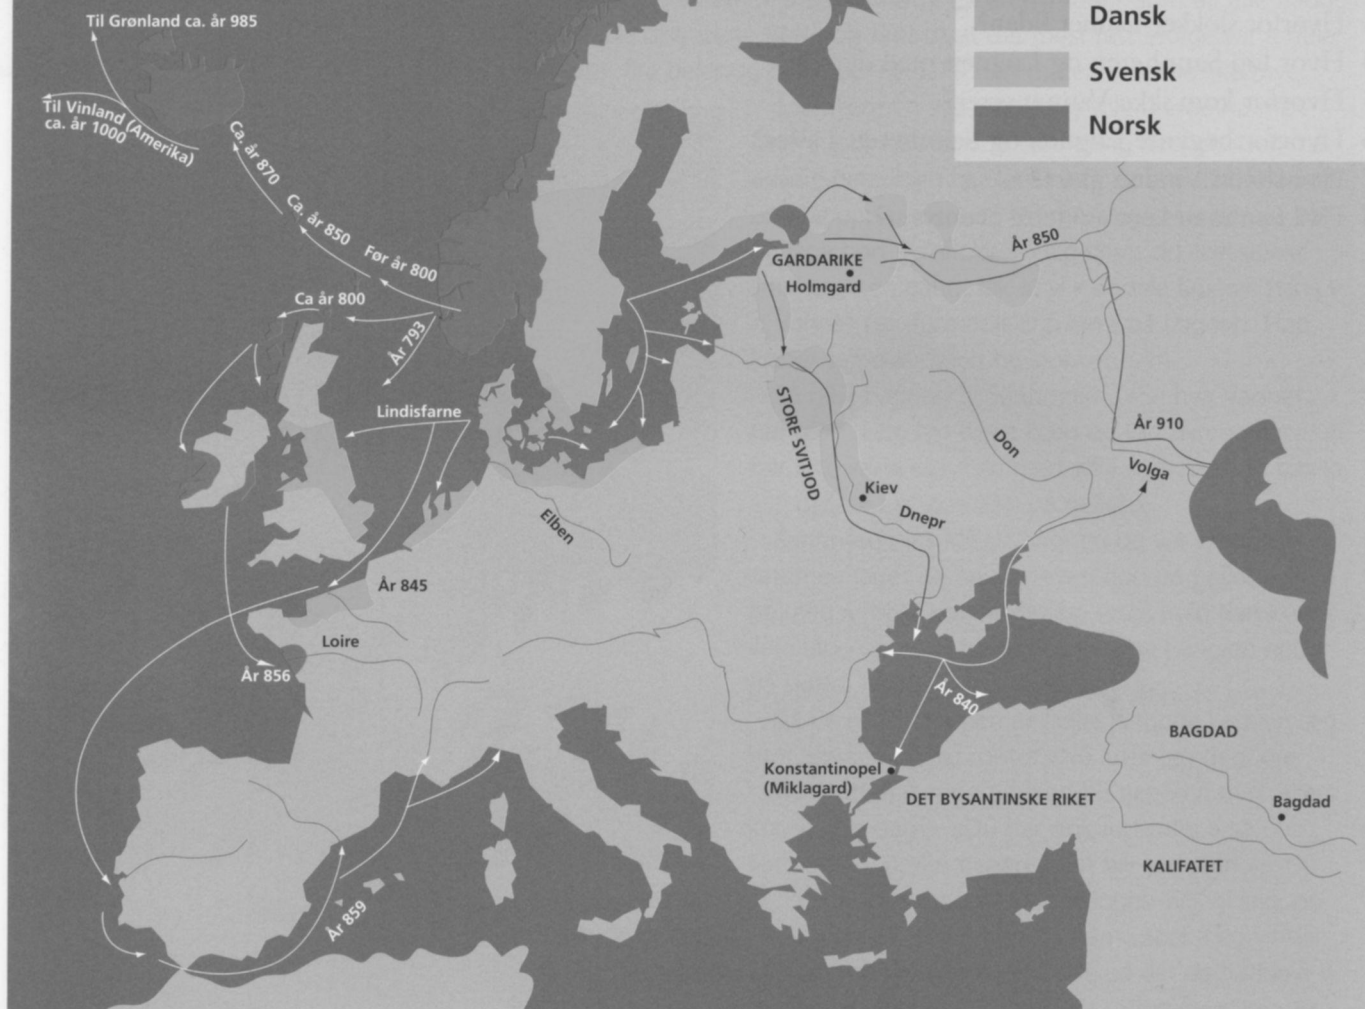 Dansk
Svensk
Norsk
Til Grønland ca. år 985
Til Vinland (Amerika)
ca. år 1000
Ca. år 870
Ca. år 850
Før år 800
Ca år 800
År 793
Lindisfarne
GARDARIKE
Holmgard
År 850
STORE SVITJOD
Don
År 910
Volga
Kiev
Dnepr
Elben
År 845
Loire
År 856
År 840
Konstantinopel
(Miklagard)
DET BYSANTINSKE RIKET
BAGDAD
Bagdad
KALIFATET
År 859